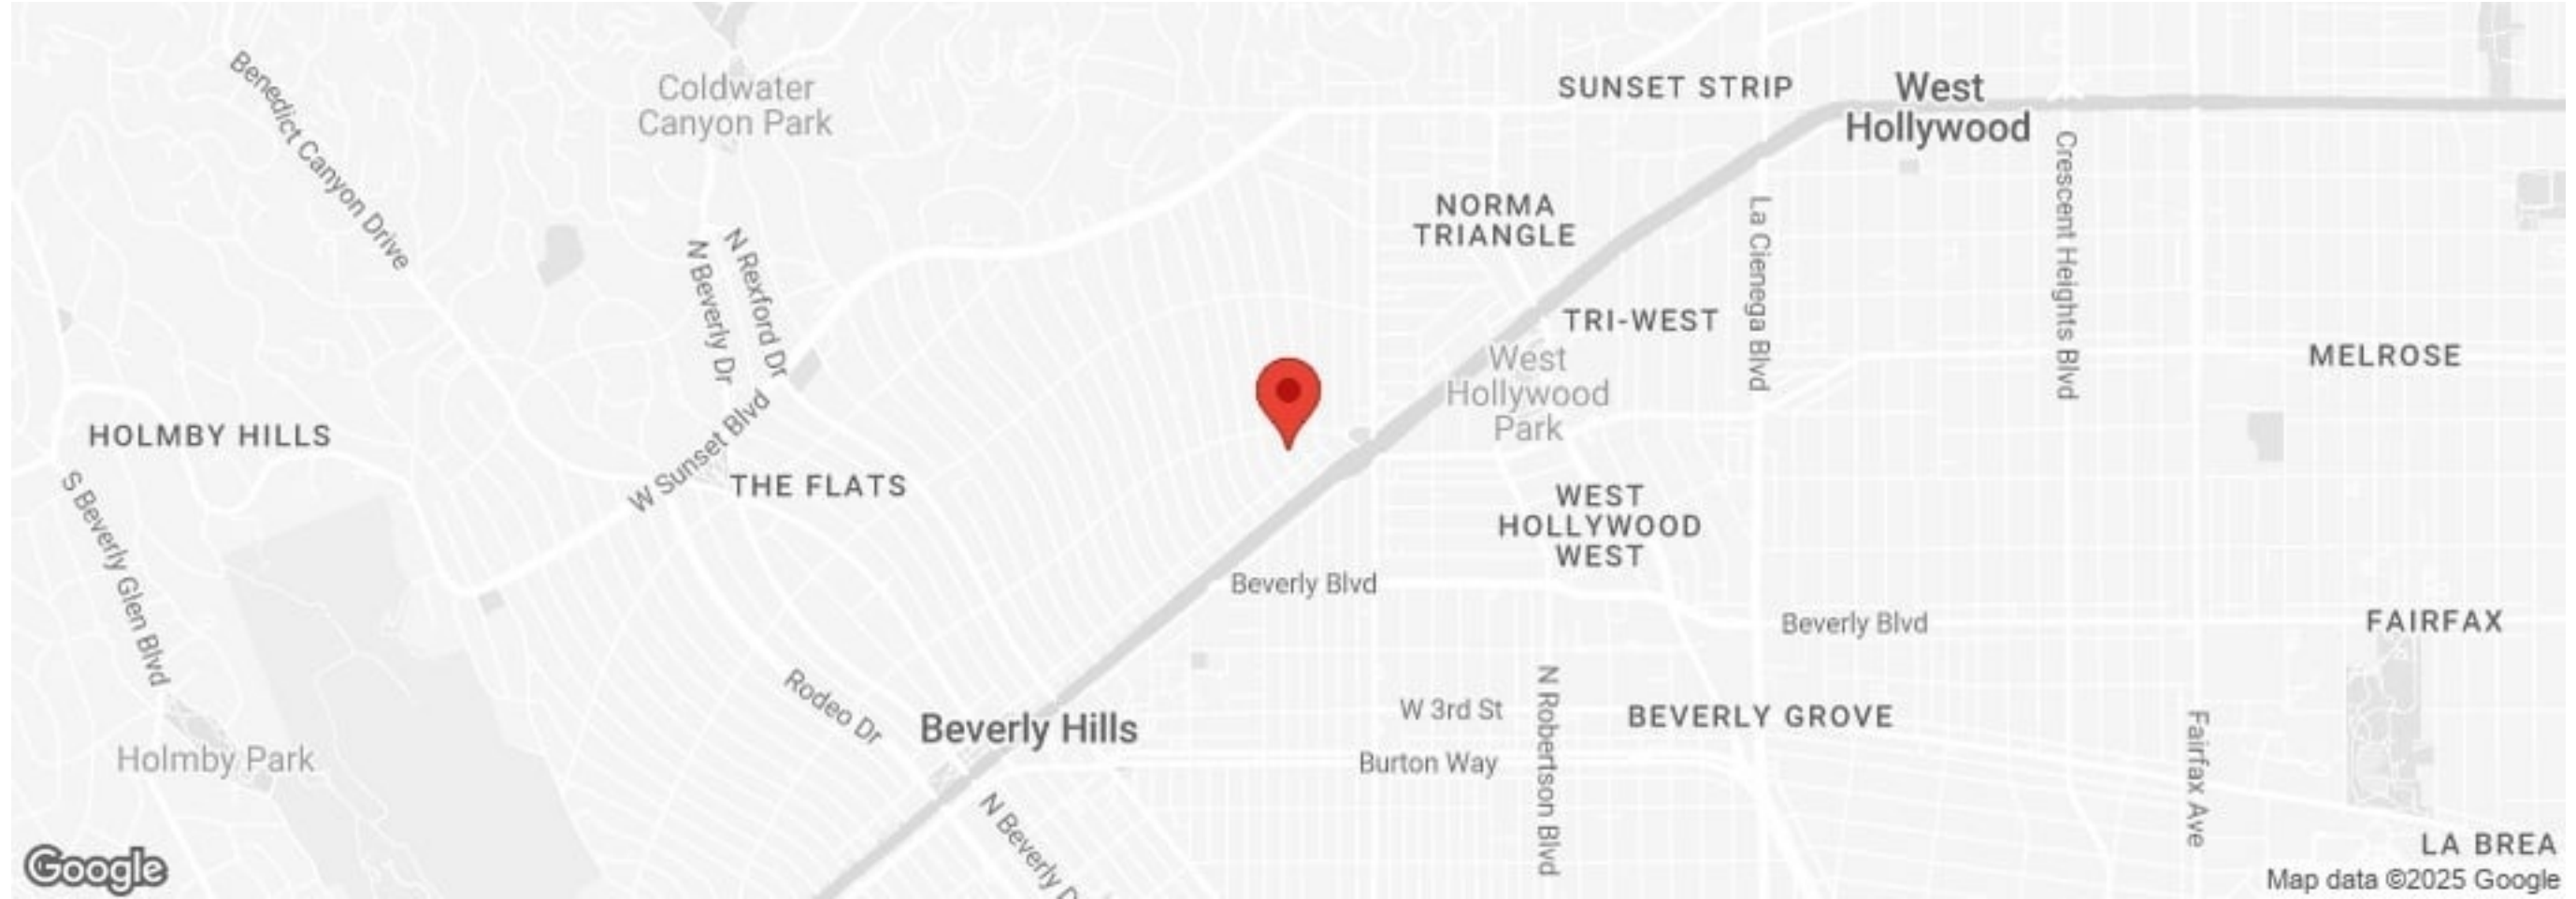 Benedict Canyon Drive
Coldwater
Canyon Park
SUNSET STRIP
West
Hollywood
Crescent Heights Blvd
NORMA
TRIANGLE
La Cienega Blvd
N Rexford Dr
N Beverly Dr
TRI-WEST
West
Hollywood
Park
MELROSE
HOLMBY HILLS
W Sunset Blvd
THE FLATS
S Beverly Glen Blvd
WEST
HOLLYWOOD
WEST
Beverly Blvd
Beverly Blvd
FAIRFAX
Rodeo Dr
Beverly Hills
W 3rd St
N Robertson Blvd
BEVERLY GROVE
Fairfax Ave
Holmby Park
Burton Way
N Beverly D
LA BREA
Google
Map data ©2025 Google